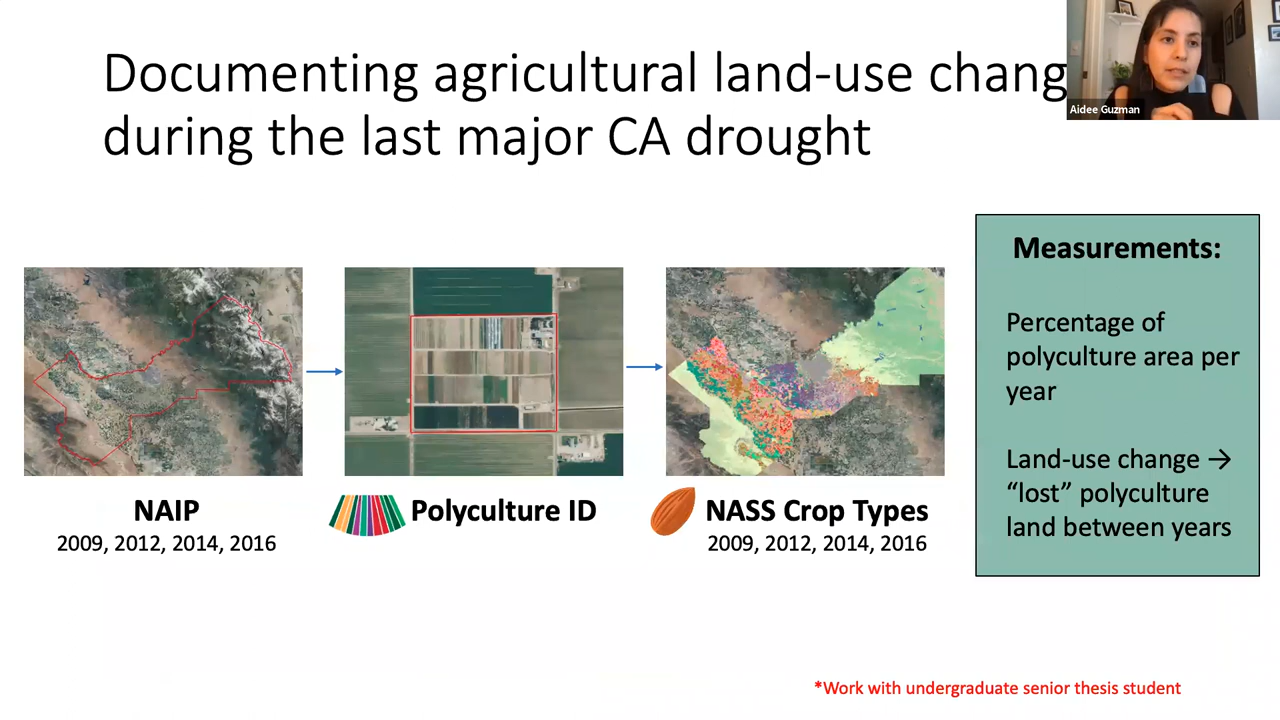 Documenting agricultural land-use chang
during the last major CA drought
Aidee Guzman
Measurements:
Percentage of
polyculture area per
year
Land-use change →
“lost” polyculture
land between years
NAIP
2009, 2012, 2014, 2016
Polyculture ID
NASS Crop Types
2009, 2012, 2014, 2016
*Work with undergraduate senior thesis student